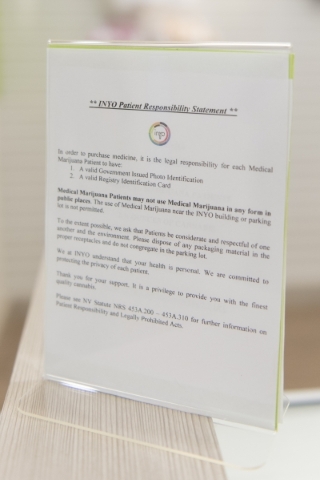 ** INYO Patient Responsibility Statement **
inyo
In order to purchase medicine, it is the legal responsibility for each Medical
Marijuana Patient to have:
1. A valid Government Issued Photo Identification
2. A valid Registry Identification Card
Medical Marijuana Patients may not use Medical Marijuana in any form in
public places. The use of Medical Marijuana near the INYO building or parking
lot is not permitted.
To the extent possible, we ask that Patients be considerate and respectful of one
another and the environment. Please dispose of any packaging material in the
proper receptacles and do not congregate in the parking lot.
We at INYO understand that your health is personal. We are committed to
promoting the privacy of each patient.
Thank you for your support. It is a privilege to provide you with the finest
quality cannabis.
Please see NV Statute NRS 453A.200 - 453A.310 for further information on
Patient Responsibility and Legally Prohibited Acts.